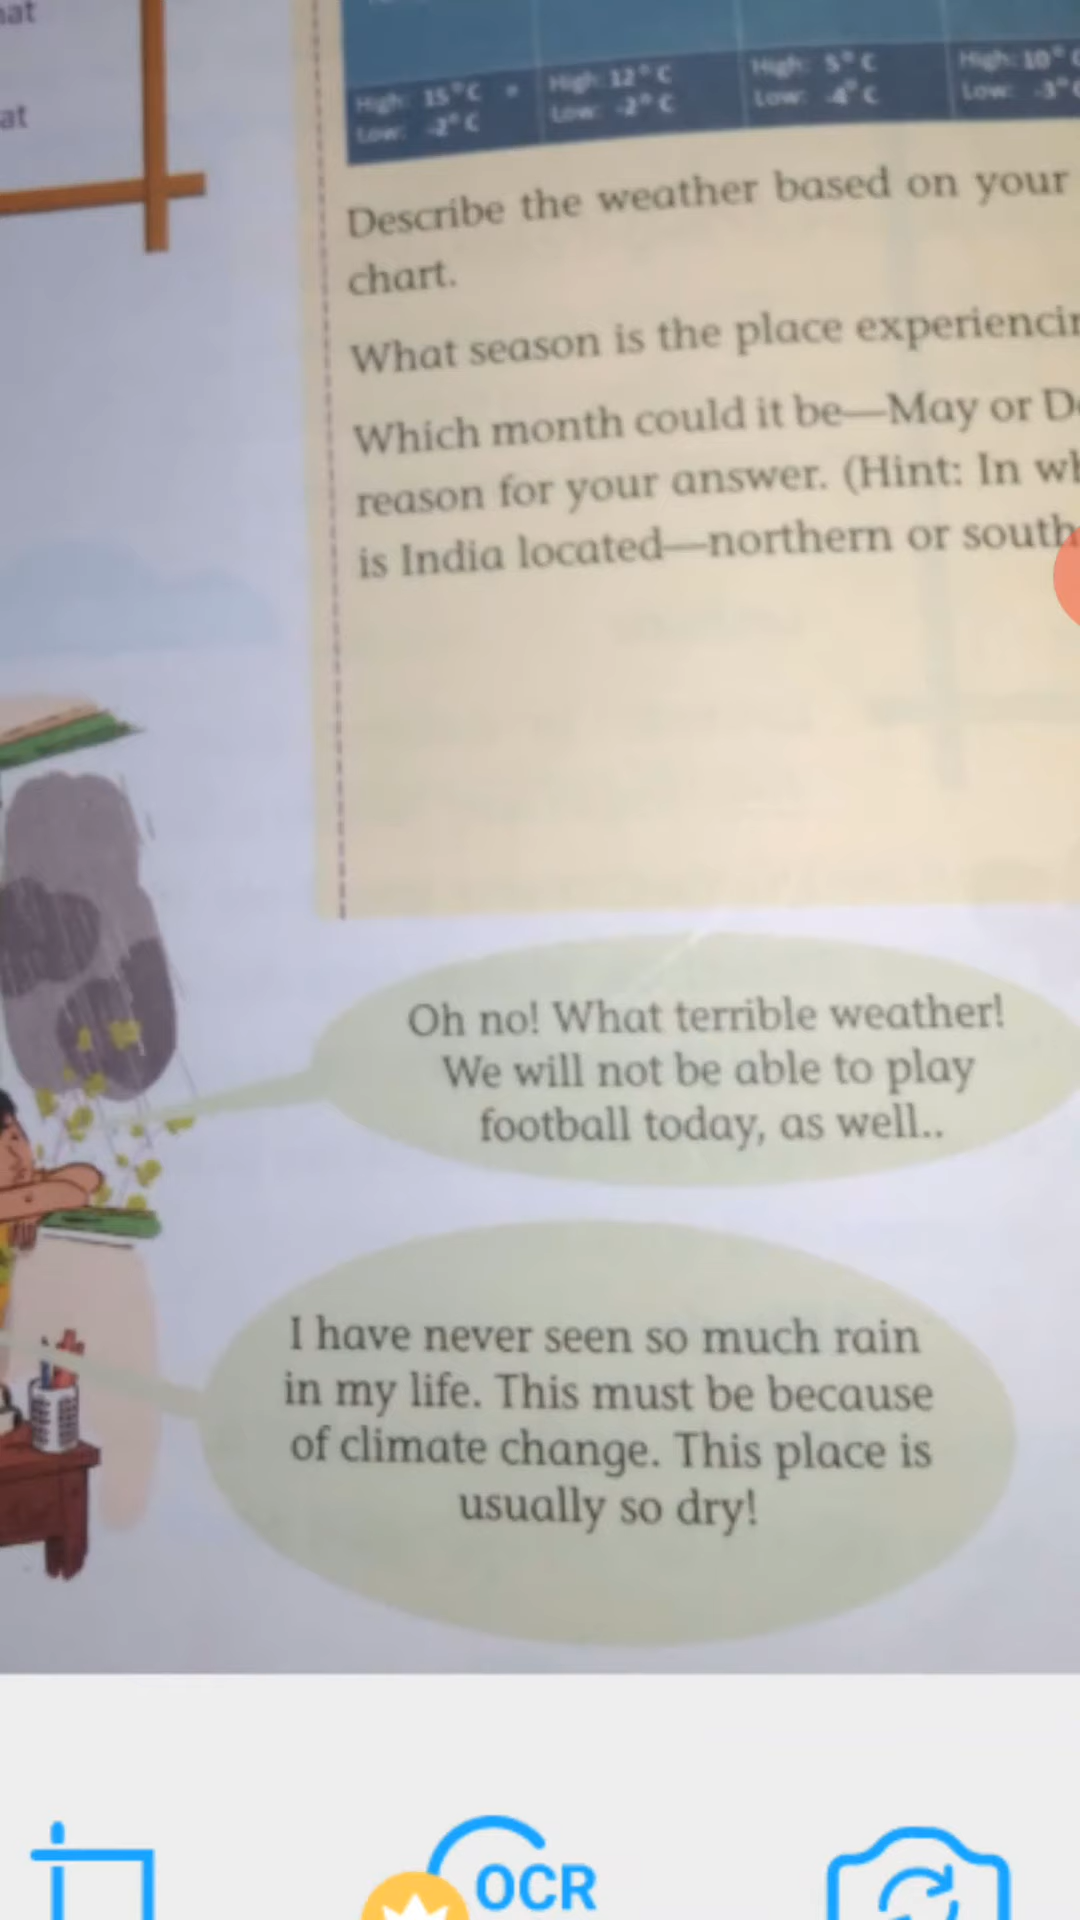 at
High: 15°C
Low: -2°C
High: 12°C
Low: -2°C
High: 5°C
Low: -4°C
High: 10°
Low: -3°
Describe the weather based on your
chart.
What season is the place
Which month could it be—May or
reason for your answer. (Hint: In
is India located—northern or
Oh no! What terrible weather!
We will not be able to play
football today, as well..
I have never seen so much rain
in my life. This must be because
of climate change. This place is
usually so dry!
OCR